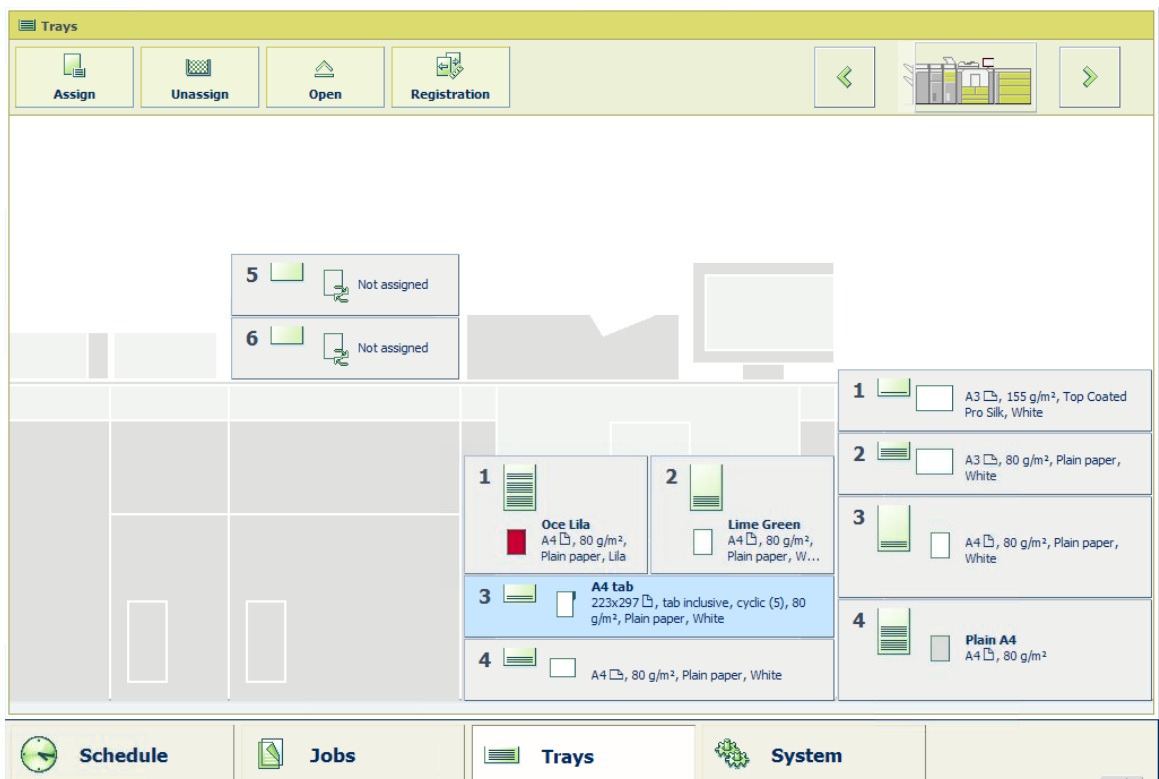 Trays
Assign
Unassign
Open
Registration
5
Not assigned
6
Not assigned
1
Oce Lila
A4, 80 g/m²,
Plain paper, Lila
2
Lime Green
A4, 80 g/m²,
Plain paper, W...
3
A4 tab
223x297, tab inclusive, cyclic (5), 80
g/m², Plain paper, White
4
A4, 80 g/m², Plain paper, White
1
A3, 155 g/m², Top Coated
Pro Silk, White
2
A3, 80 g/m², Plain paper,
White
3
A4, 80 g/m², Plain paper,
White
4
Plain A4
A4, 80 g/m²
Schedule
Jobs
Trays
System